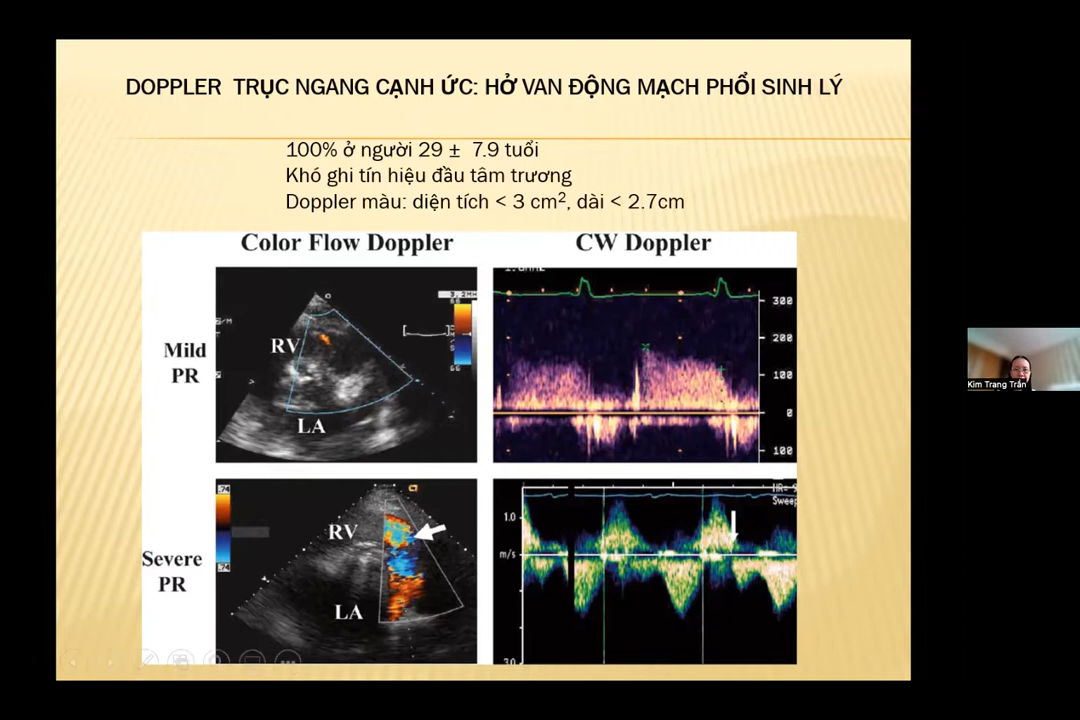 DOPPLER TRỤC NGANG CẠNH ỨC: HỞ VAN ĐỘNG MẠCH PHỔI SINH LÝ
100% ở người 29 ± 7.9 tuổi
Khó ghi tín hiệu đầu tâm trương
Doppler màu: diện tích < 3 cm², dài < 2.7cm
Color Flow Doppler
CW Doppler
Mild
PR
RV
LA
300
200
100
0
100
Severe
PR
RV
LA
.74
.74
1.0
m/s
3.0
Sweep
Kim Trang Trần